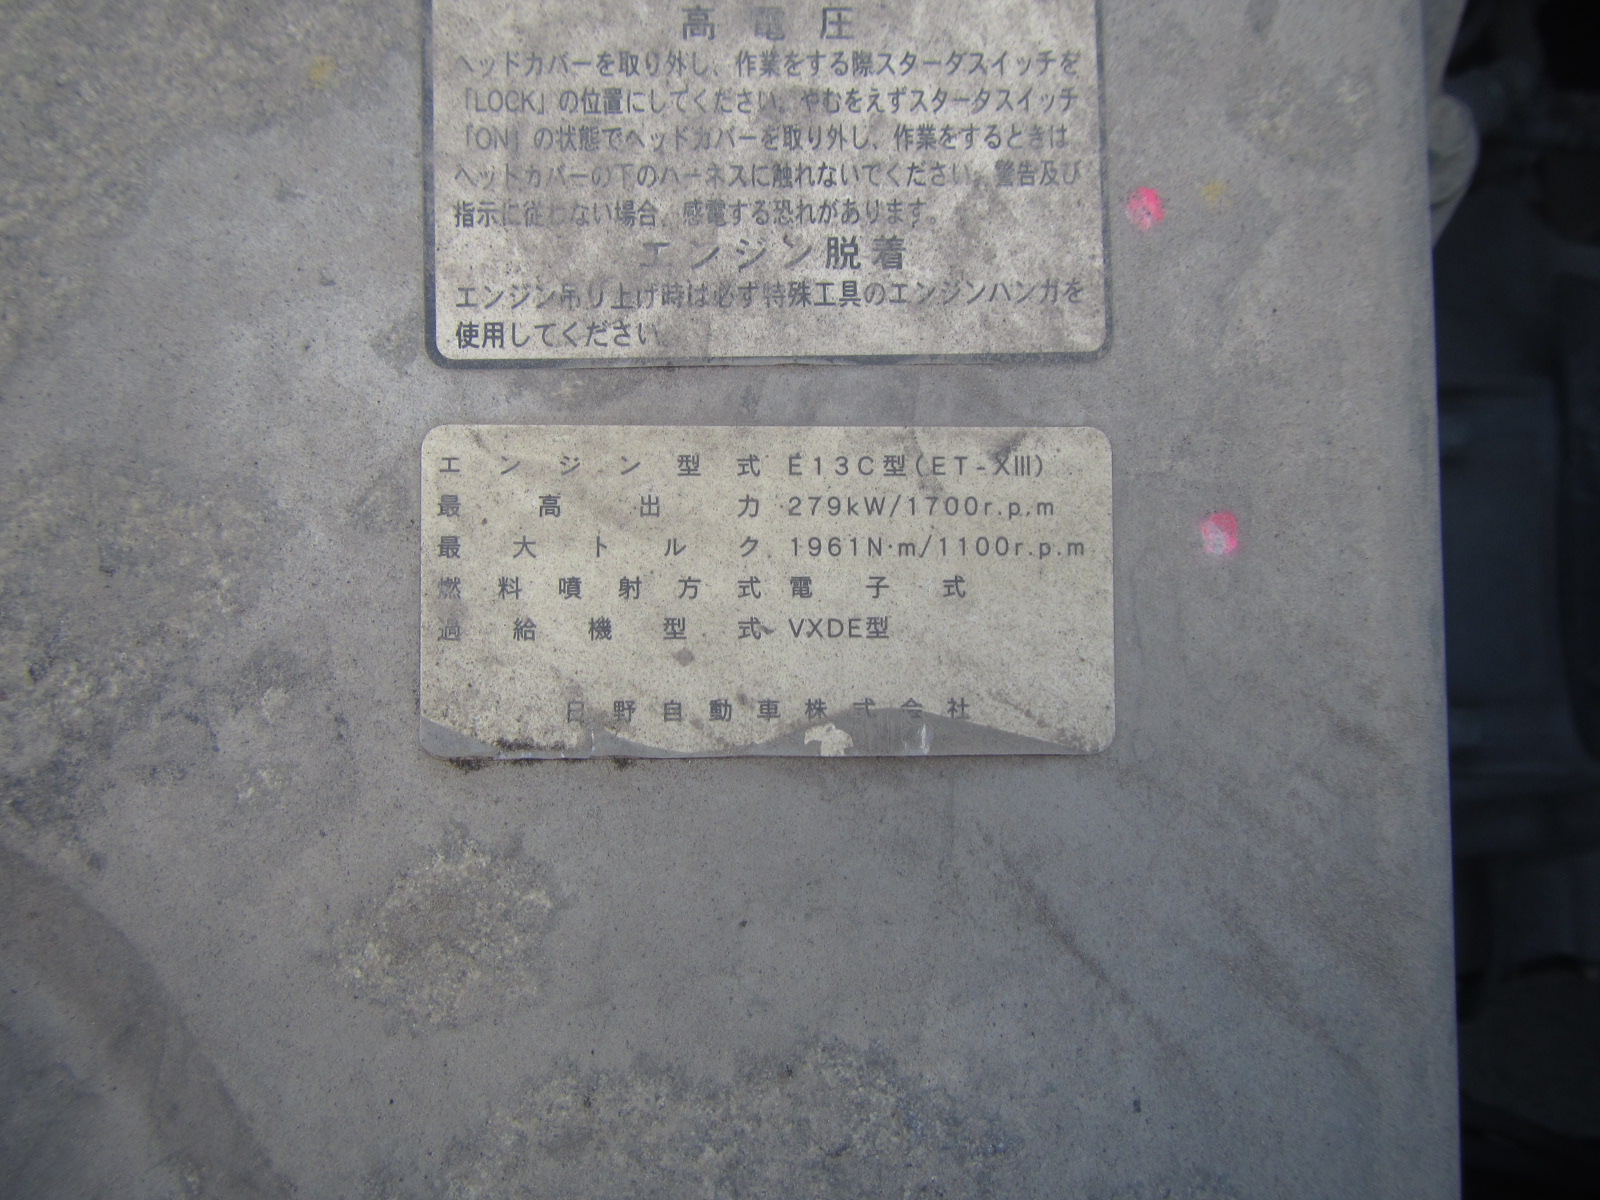 高電圧
ヘッドカバーを取り外し、作業をする際スタータスイッチを
「LOCK」の位置にしてください。やむをえずスタータスイッチ
「ON」の状態でヘッドカバーを取り外し、作業をするときは
ヘッドカバーの下のハーネスに触れないでください。警告及び
指示に従わない場合、感電する恐れがあります。
エンジン脱着
エンジン吊り上げ時は必ず特殊工具のエンジンハンガを
使用してください。
エンジン型式 E13C型(ET-XIII)
最高出力 279kW/1700r.p.m
最大トルク 1961N·m/1100r.p.m
燃料噴射方式 電子式
過給機型式 VXDE型
日野自動車株式会社